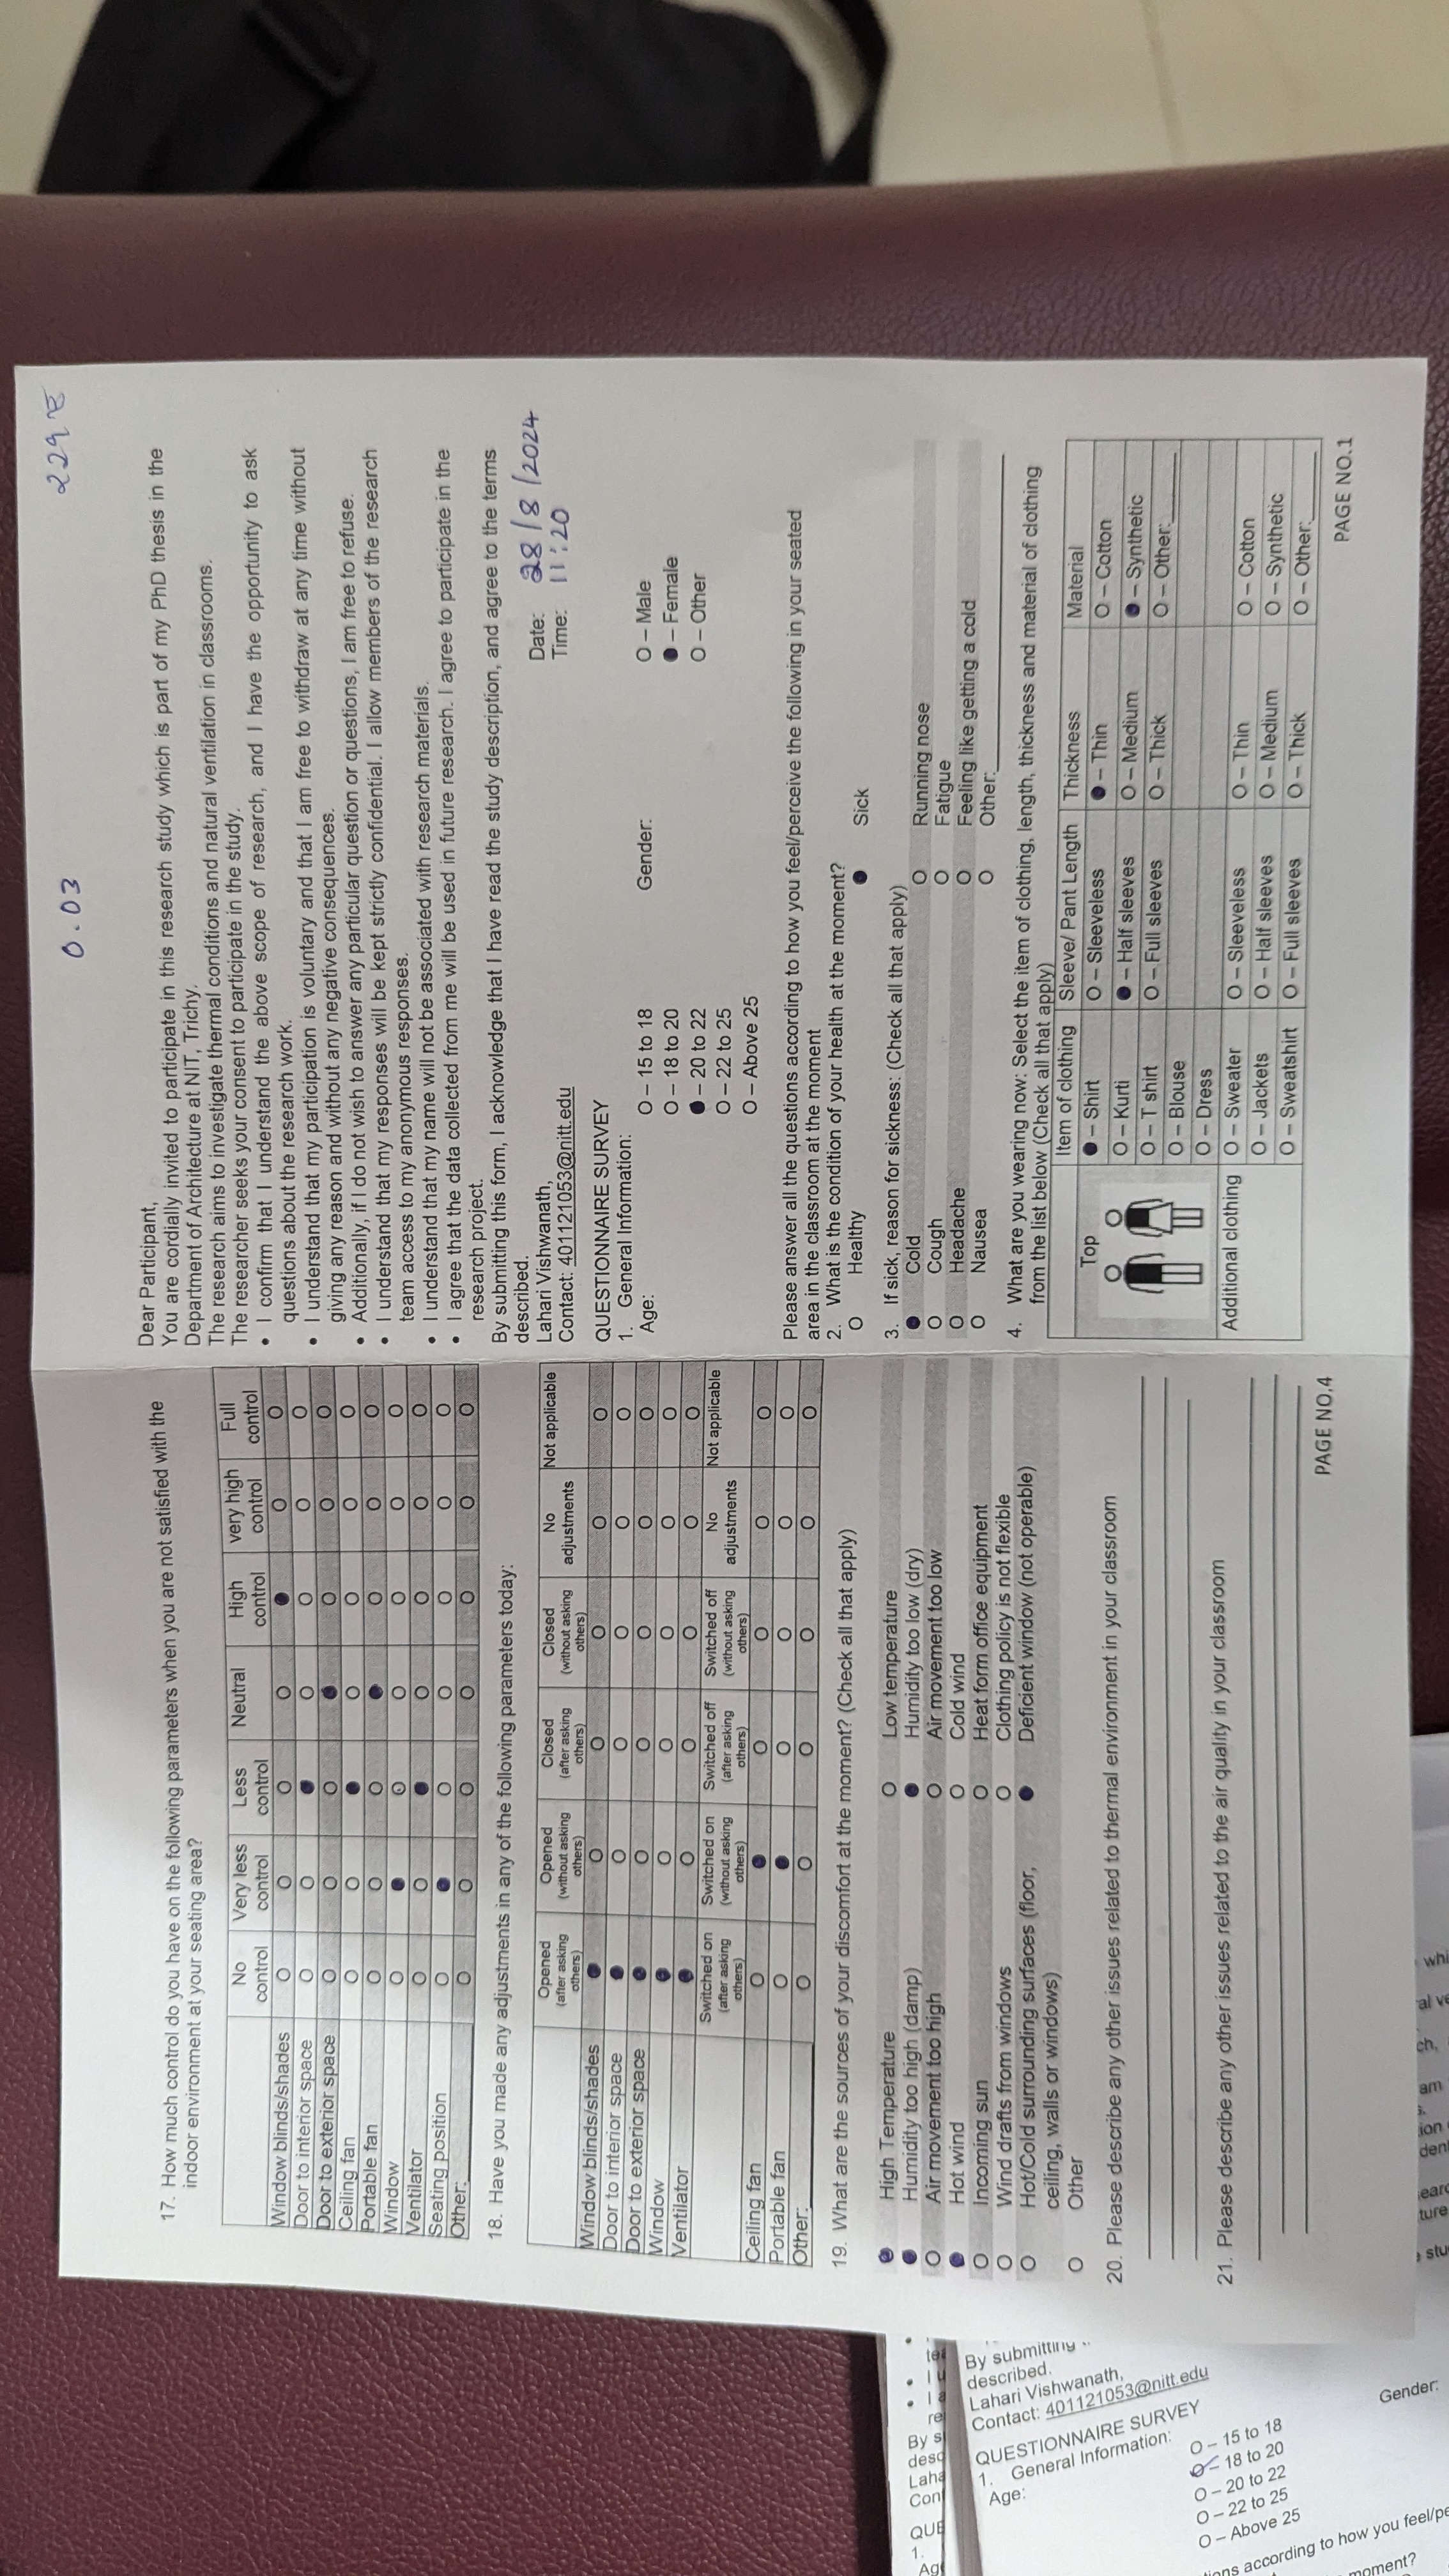 17. How much control do you have on the following parameters when you are not satisfied with the
indoor environment at your seating area?
No control Very less control Less control Neutral High control very high control Full control
Window blinds/shades O O O O ● O O
Door to interior space O O ● O O O O
Door to exterior space O O O ● O O O
Ceiling fan O O ● O O O O
Portable fan O O O ● O O O
Window O ● O O O O O
Ventilator O O ● O O O O
Seating position O ● O O O O O
Other: O O O O O O O
18. Have you made any adjustments in any of the following parameters today:
Opened (after asking others) Opened (without asking others) Closed (after asking others) Closed (without asking others) No adjustments Not applicable
Window blinds/shades ● O O O O O
Door to interior space ● O O O O O
Door to exterior space ● O O O O O
Window ● O O O O O
Ventilator ● O O O O O
Switched on (after asking others) Switched on (without asking others) Switched off (after asking others) Switched off (without asking others) No adjustments Not applicable
Ceiling fan O ● O O O O
Portable fan O ● O O O O
Other: O O O O O O
19. What are the sources of your discomfort at the moment? (Check all that apply)
● High Temperature O Low temperature
● Humidity too high (damp) ● Humidity too low (dry)
O Air movement too high O Air movement too low
● Hot wind O Cold wind
O Incoming sun O Heat form office equipment
O Wind drafts from windows O Clothing policy is not flexible
O Hot/Cold surrounding surfaces (floor, ● Deficient window (not operable)
ceiling, walls or windows)
O Other
20. Please describe any other issues related to thermal environment in your classroom
21. Please describe any other issues related to the air quality in your classroom
PAGE NO.4
0.03 229 E
Dear Participant,
You are cordially invited to participate in this research study which is part of my PhD thesis in the
Department of Architecture at NIT, Trichy.
The research aims to investigate thermal conditions and natural ventilation in classrooms.
The researcher seeks your consent to participate in the study.
• I confirm that I understand the above scope of research, and I have the opportunity to ask
questions about the research work.
• I understand that my participation is voluntary and that I am free to withdraw at any time without
giving any reason and without any negative consequences.
• Additionally, if I do not wish to answer any particular question or questions, I am free to refuse.
• I understand that my responses will be kept strictly confidential. I allow members of the research
team access to my anonymous responses.
• I understand that my name will not be associated with research materials.
• I agree that the data collected from me will be used in future research. I agree to participate in the
research project.
By submitting this form, I acknowledge that I have read the study description, and agree to the terms
described.
Lahari Vishwanath, Date: 28/8/2024
Contact: 401121053@nitt.edu Time: 11:20
QUESTIONNAIRE SURVEY
1. General Information:
Age: O – 15 to 18 Gender: O – Male
O – 18 to 20 ● – Female
● – 20 to 22 O – Other
O – 22 to 25
O – Above 25
Please answer all the questions according to how you feel/perceive the following in your seated
area in the classroom at the moment
2. What is the condition of your health at the moment?
O Healthy ● Sick
3. If sick, reason for sickness: (Check all that apply)
● Cold O Running nose
O Cough O Fatigue
O Headache O Feeling like getting a cold
O Nausea O Other:
4. What are you wearing now: Select the item of clothing, length, thickness and material of clothing
from the list below (Check all that apply)
Item of clothing Sleeve/ Pant Length Thickness Material
Top ● – Shirt O – Sleeveless ● – Thin O – Cotton
O – Kurti ● – Half sleeves O – Medium ● – Synthetic
O – T shirt O – Full sleeves O – Thick O – Other:
O – Blouse
O – Dress
Additional clothing O – Sweater O – Sleeveless O – Thin O – Cotton
O – Jackets O – Half sleeves O – Medium O – Synthetic
O – Sweatshirt O – Full sleeves O – Thick O – Other:
PAGE NO.1
By submitting
described.
Lahari Vishwanath,
Contact: 401121053@nitt.edu
QUESTIONNAIRE SURVEY
1. General Information:
Age: O – 15 to 18 Gender:
O – 18 to 20
O – 20 to 22
O – 22 to 25
O – Above 25
according to how you feel/pe
moment?